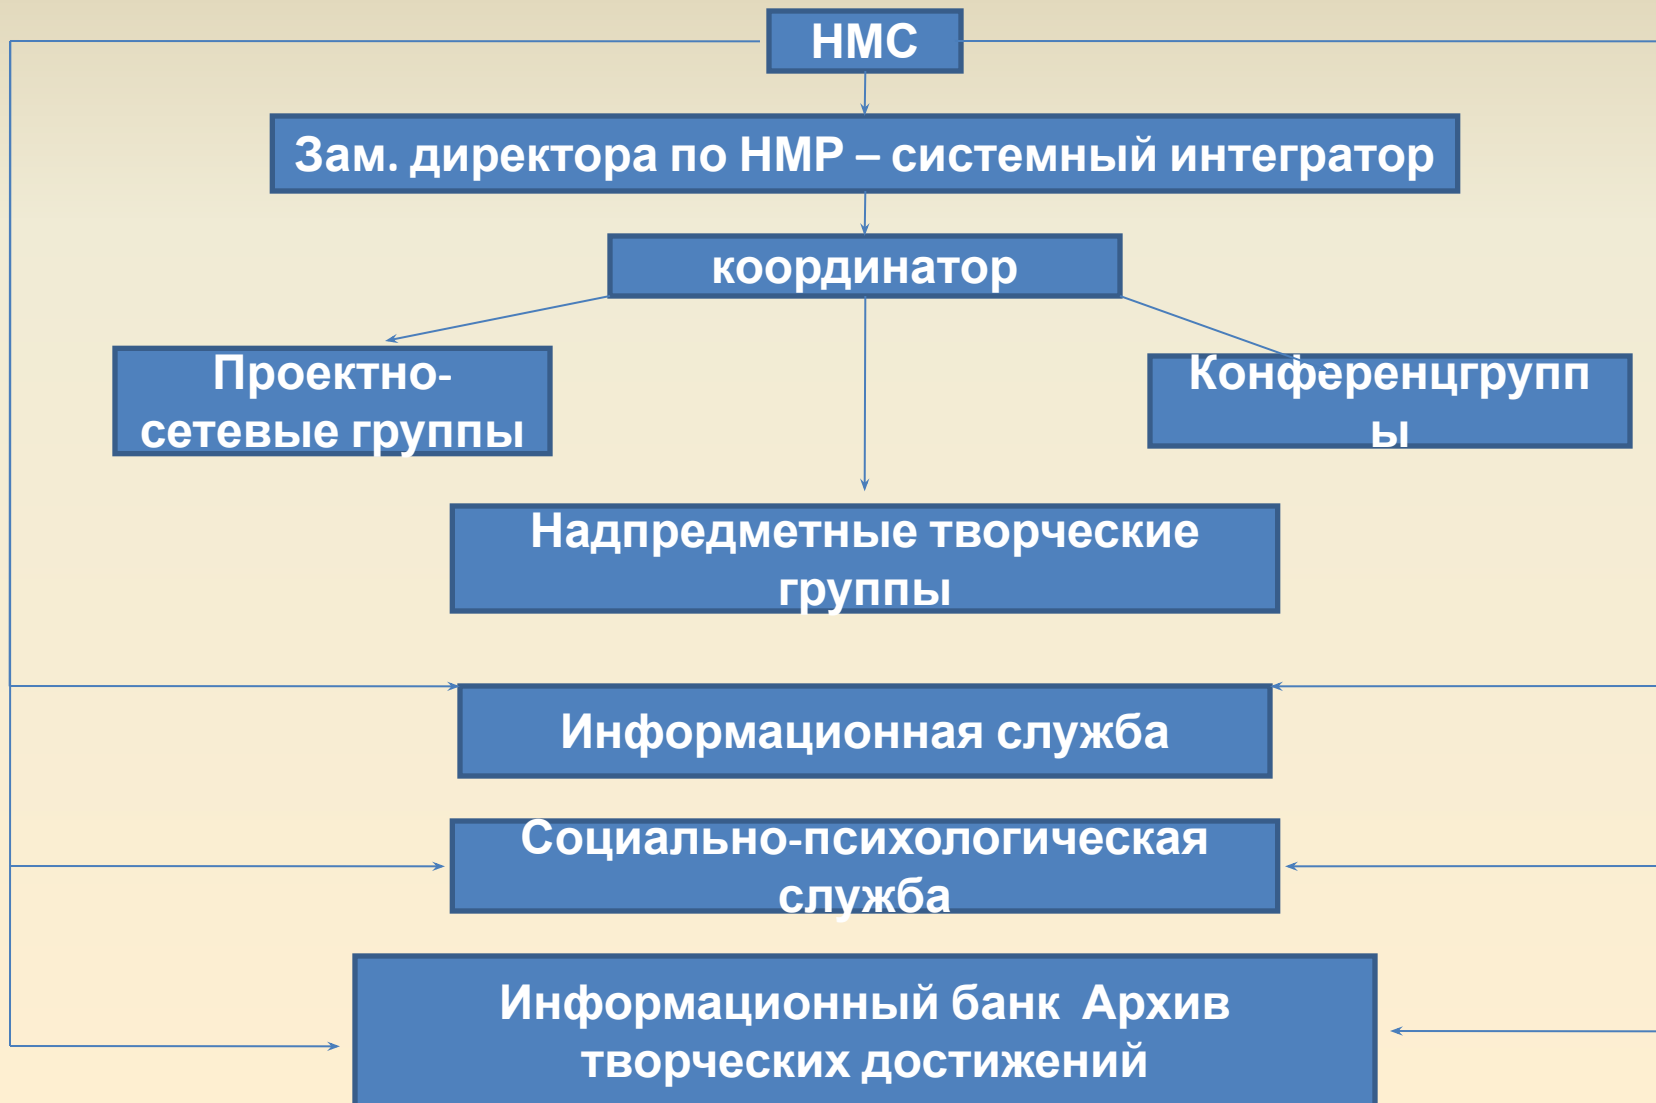 НМС
Зам. директора по НМР – системный интегратор
координатор
Проектно-
сетевые группы
Конференцгрупп
ы
Надпредметные творческие
группы
Информационная служба
Социально-психологическая
служба
Информационный банк  Архив
творческих достижений